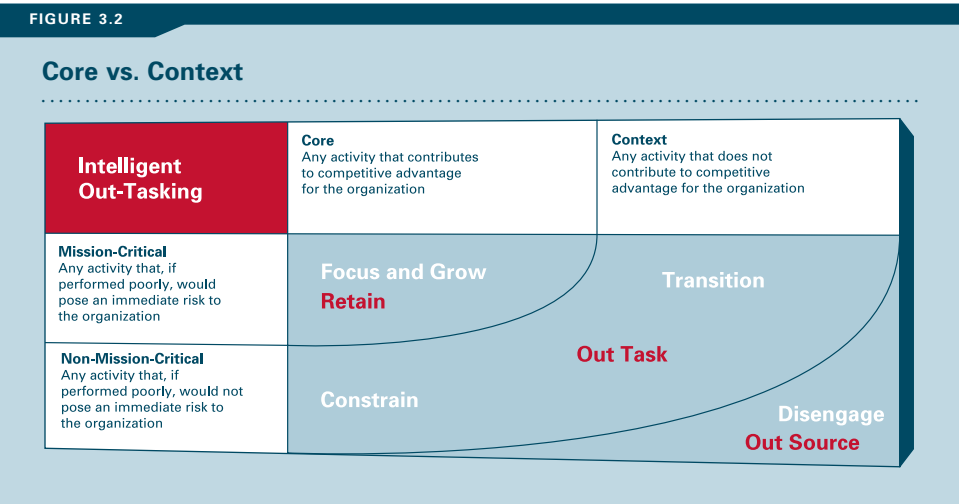 FIGURE 3.2
Core vs. Context
Intelligent
Out-Tasking
Core
Any activity that contributes
to competitive advantage
for the organization
Context
Any activity that does not
contribute to competitive
advantage for the organization
Mission-Critical
Any activity that, if
performed poorly, would
pose an immediate risk to
the organization
Focus and Grow
Retain
Transition
Out Task
Non-Mission-Critical
Any activity that, if
performed poorly, would not
pose an immediate risk to
the organization
Constrain
Disengage
Out Source